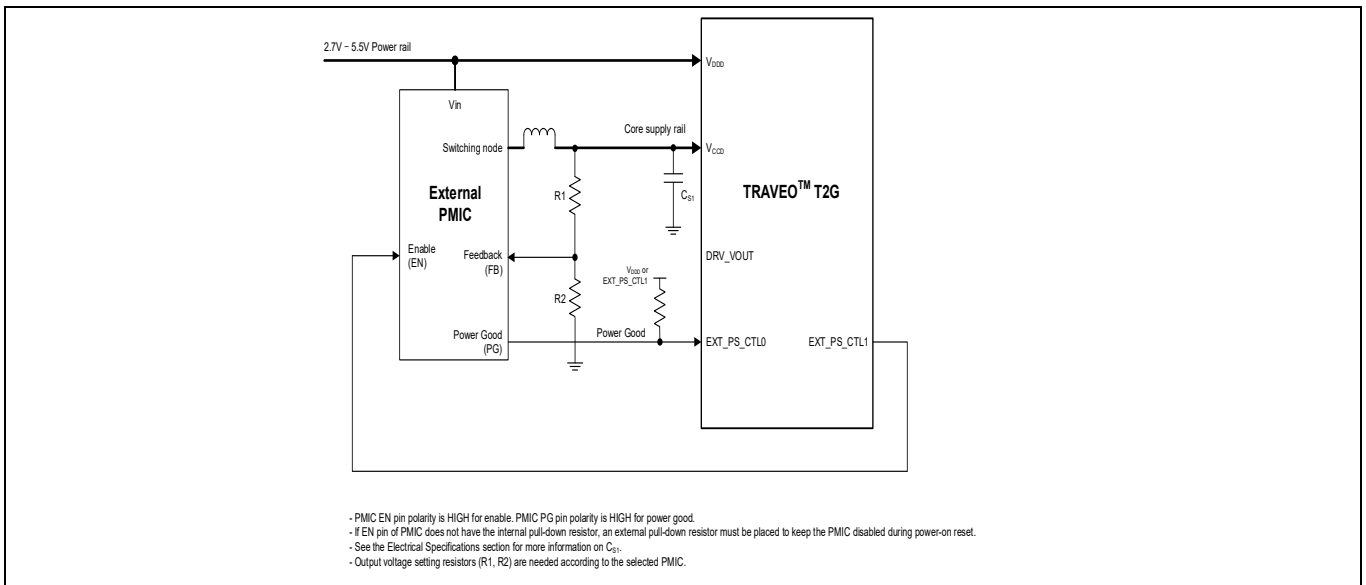 2.7V - 5.5V Power rail
VDDD
Vin
Switching node
Core supply rail
VCCD
External
PMIC
R1
CS1
TRAVEO™ T2G
Enable
(EN)
Feedback
(FB)
DRV_VOUT
VDDD or
EXT_PS_CTL1
R2
Power Good
(PG)
Power Good
EXT_PS_CTL0
EXT_PS_CTL1
- PMIC EN pin polarity is HIGH for enable. PMIC PG pin polarity is HIGH for power good.
- If EN pin of PMIC does not have the internal pull-down resistor, an external pull-down resistor must be placed to keep the PMIC disabled during power-on reset.
- See the Electrical Specifications section for more information on CS1.
- Output voltage setting resistors (R1, R2) are needed according to the selected PMIC.